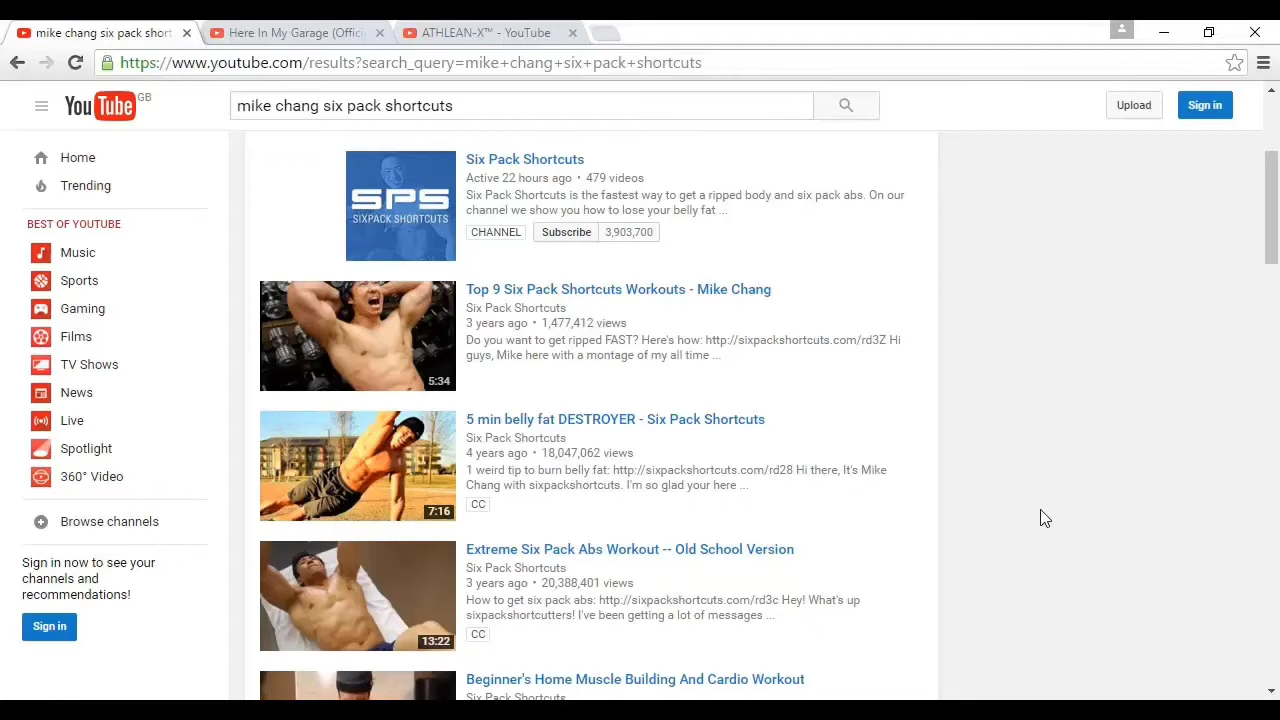 mike chang six pack short
Here In My Garage (Offici
ATHLEAN-X™ - YouTube
https://www.youtube.com/results?search_query=mike+chang+six+pack+shortcuts
YouTube GB
mike chang six pack shortcuts
Upload
Sign in
Home
Trending
BEST OF YOUTUBE
Music
Sports
Gaming
Films
TV Shows
News
Live
Spotlight
360° Video
Browse channels
Sign in now to see your
channels and
recommendations!
Sign in
SPS
SIXPACK SHORTCUTS
Six Pack Shortcuts
Active 22 hours ago • 479 videos
Six Pack Shortcuts is the fastest way to get a ripped body and six pack abs. On our
channel we show you how to lose your belly fat ...
CHANNEL
Subscribe 3,903,700
5:34
Top 9 Six Pack Shortcuts Workouts - Mike Chang
Six Pack Shortcuts
3 years ago • 1,477,412 views
Do you want to get ripped FAST? Here's how: http://sixpackshortcuts.com/rd3Z Hi
guys, Mike here with a montage of my all time ...
7:16
5 min belly fat DESTROYER - Six Pack Shortcuts
Six Pack Shortcuts
4 years ago • 18,047,062 views
1 weird tip to burn belly fat: http://sixpackshortcuts.com/rd28 Hi there, It's Mike
Chang with sixpackshortcuts. I'm so glad your here ...
CC
13:22
Extreme Six Pack Abs Workout -- Old School Version
Six Pack Shortcuts
3 years ago • 20,388,401 views
How to get six pack abs: http://sixpackshortcuts.com/rd3c Hey! What's up
sixpackshortcutters! I've been getting a lot of messages ...
CC
Beginner's Home Muscle Building And Cardio Workout
Six Pack Shortcuts